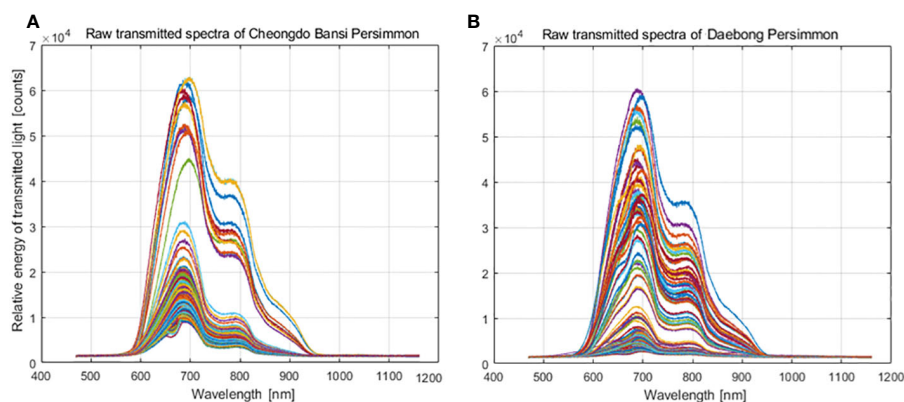 A
Raw transmitted spectra of Cheongdo Bansi Persimmon
× 10⁴
7
6
5
4
3
2
1
0
Relative energy of transmitted light [counts]
400 500 600 700 800 900 1000 1100 1200
Wavelength [nm]
B
Raw transmitted spectra of Daebong Persimmon
× 10⁴
7
6
5
4
3
2
1
0
400 500 600 700 800 900 1000 1100 1200
Wavelength [nm]